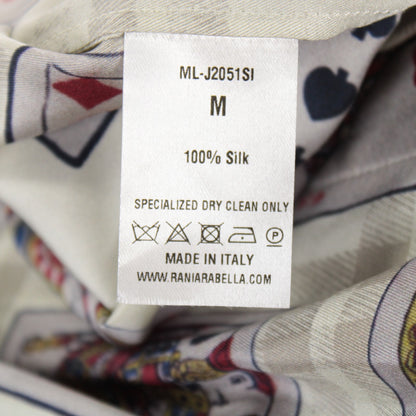 ML-J2051SI
M
100% Silk
SPECIALIZED DRY CLEAN ONLY
P
MADE IN ITALY
WWW.RANIARABELLA.COM